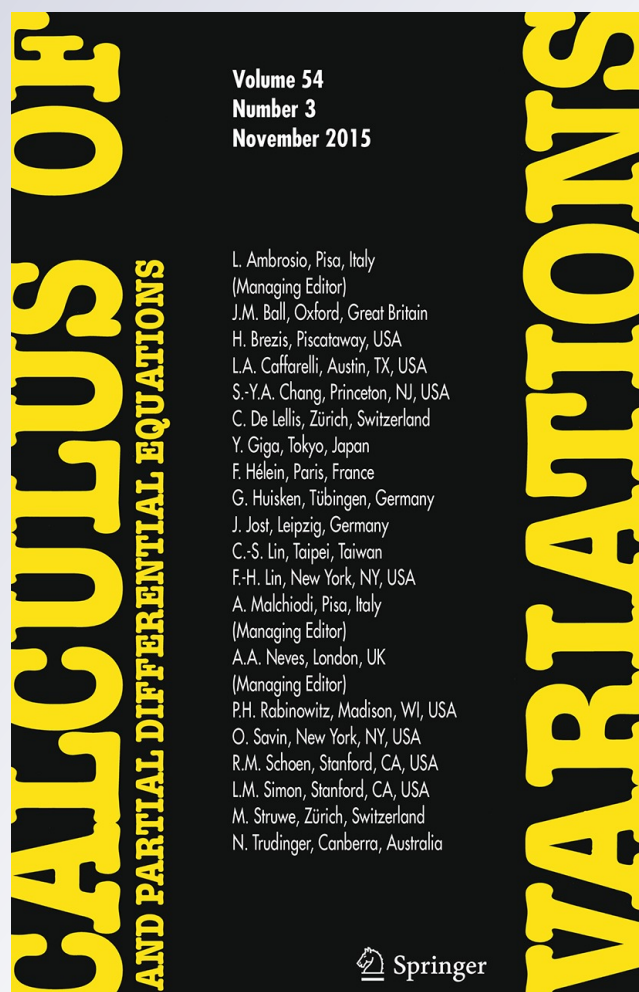 CALCULUS OF
VARIATIONS
AND PARTIAL DIFFERENTIAL EQUATIONS
Volume 54
Number 3
November 2015
L. Ambrosio, Pisa, Italy
(Managing Editor)
J.M. Ball, Oxford, Great Britain
H. Brezis, Piscataway, USA
L.A. Caffarelli, Austin, TX, USA
S.-Y.A. Chang, Princeton, NJ, USA
C. De Lellis, Zürich, Switzerland
Y. Giga, Tokyo, Japan
F. Hélein, Paris, France
G. Huisken, Tübingen, Germany
J. Jost, Leipzig, Germany
C.-S. Lin, Taipei, Taiwan
F.-H. Lin, New York, NY, USA
A. Malchiodi, Pisa, Italy
(Managing Editor)
A.A. Neves, London, UK
(Managing Editor)
P.H. Rabinowitz, Madison, WI, USA
O. Savin, New York, NY, USA
R.M. Schoen, Stanford, CA, USA
L.M. Simon, Stanford, CA, USA
M. Struwe, Zürich, Switzerland
N. Trudinger, Canberra, Australia
Springer